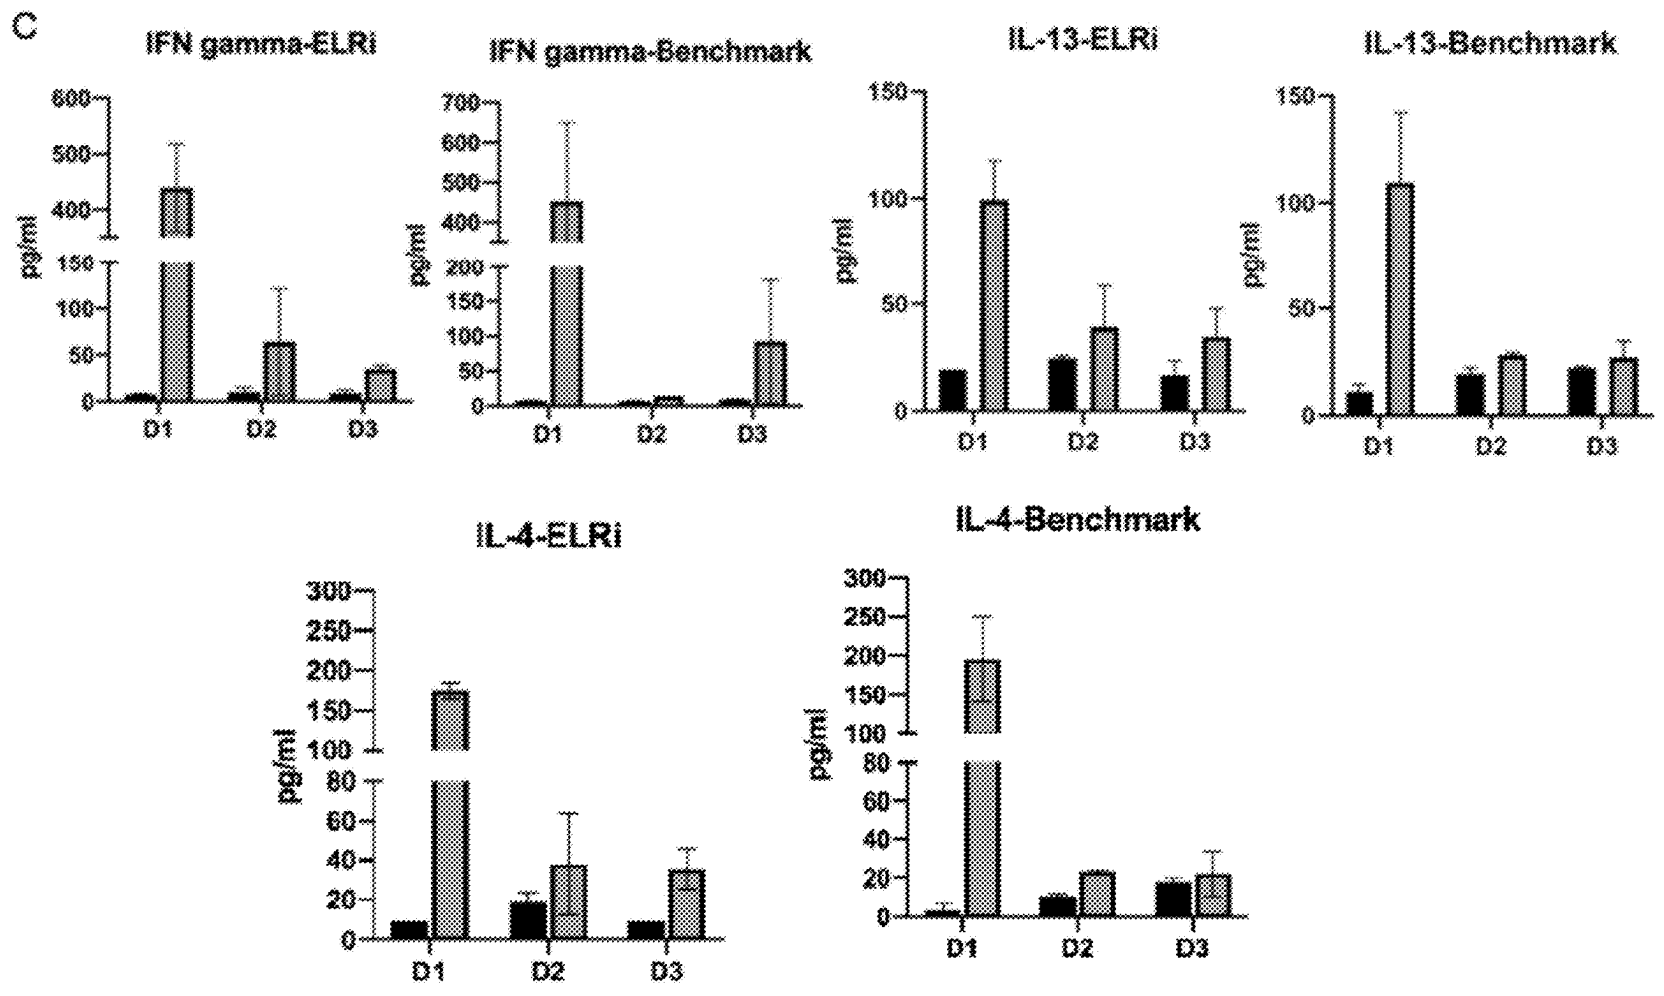 C
IFN gamma-ELRi
pg/ml
600
500
400
150
100
50
0
D1 D2 D3
IFN gamma-Benchmark
pg/ml
700
600
500
400
200
150
100
50
0
D1 D2 D3
IL-13-ELRi
pg/ml
150
100
50
0
D1 D2 D3
IL-13-Benchmark
pg/ml
150
100
50
0
D1 D2 D3
IL-4-ELRi
pg/ml
300
250
200
150
100
80
60
40
20
0
D1 D2 D3
IL-4-Benchmark
pg/ml
300
250
200
150
100
80
60
40
20
0
D1 D2 D3